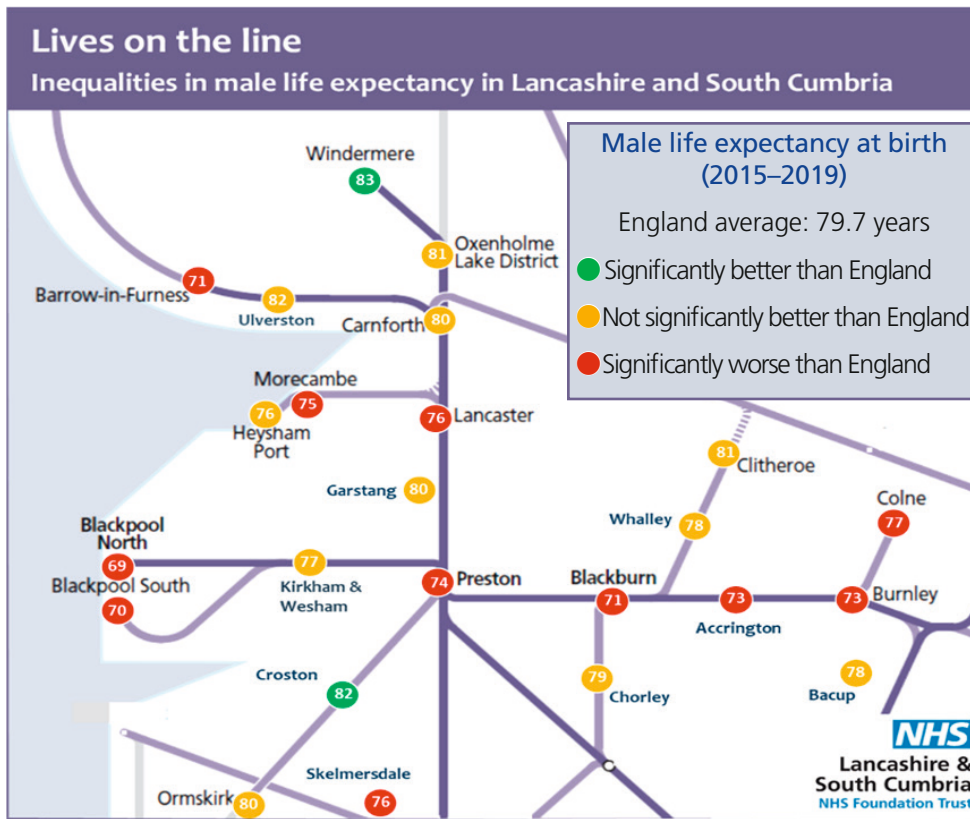 Lives on the line
Inequalities in male life expectancy in Lancashire and South Cumbria
Male life expectancy at birth
(2015–2019)
England average: 79.7 years
Significantly better than England
Not significantly better than England
Significantly worse than England
Windermere
83
81
Oxenholme
Lake District
71
Barrow-in-Furness
82
Ulverston
Carnforth
80
Morecambe
75
76
Heysham
Port
76
Lancaster
Garstang
80
81
Clitheroe
Whalley
78
Colne
77
Blackpool
North
69
77
Kirkham &
Wesham
Blackpool South
70
74
Preston
Blackburn
71
73
Accrington
73
Burnley
Croston
82
79
Chorley
78
Bacup
Ormskirk
80
Skelmersdale
76
NHS
Lancashire &
South Cumbria
NHS Foundation Trust